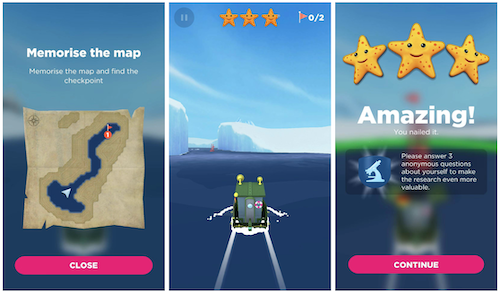 Memorise the map
Memorise the map and find the
checkpoint
1
CLOSE
0/2
Amazing!
You nailed it.
Please answer 3
anonymous questions
about yourself to make
the research even more
valuable.
CONTINUE